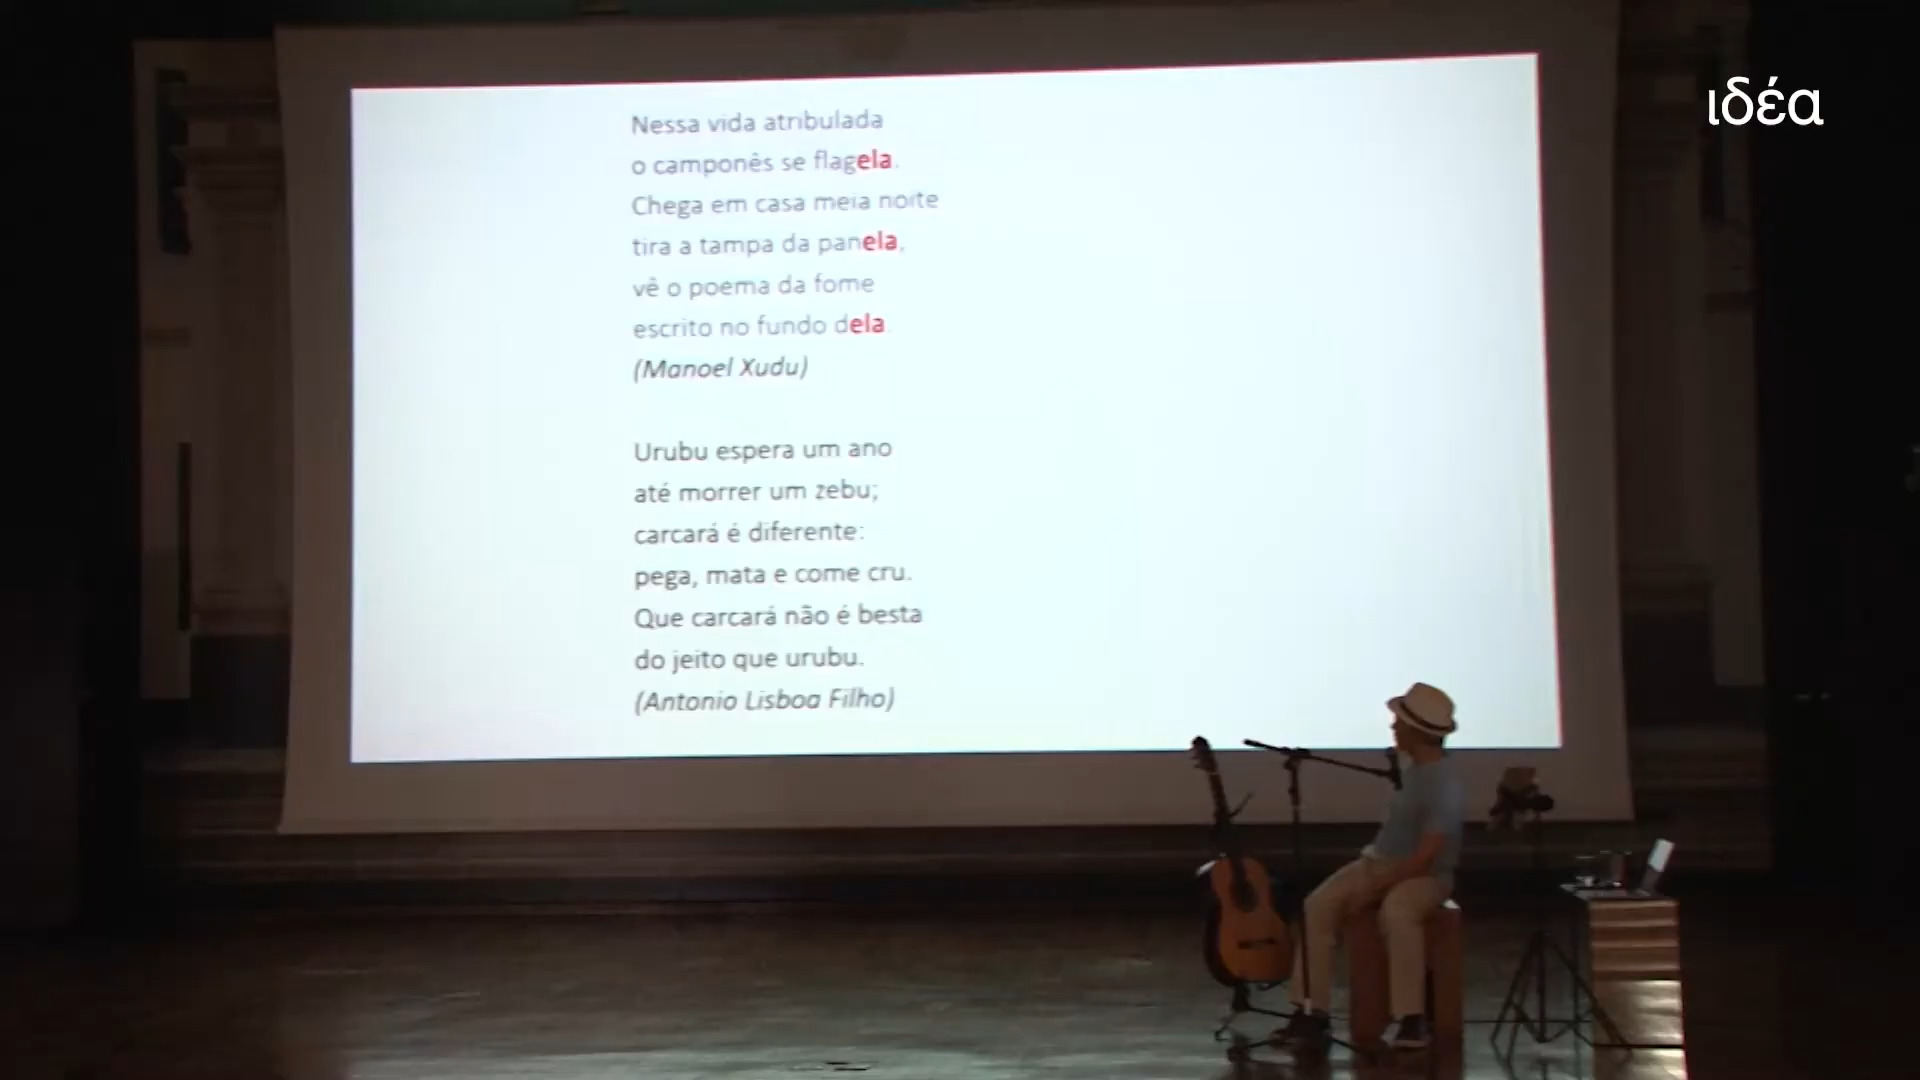 ιδέα
Nessa vida atribulada
o camponês se flagela.
Chega em casa meia noite
tira a tampa da panela,
vê o poema da fome
escrito no fundo dela.
(Manoel Xudu)
Urubu espera um ano
até morrer um zebu;
carcará é diferente:
pega, mata e come cru.
Que carcará não é besta
do jeito que urubu.
(Antonio Lisboa Filho)